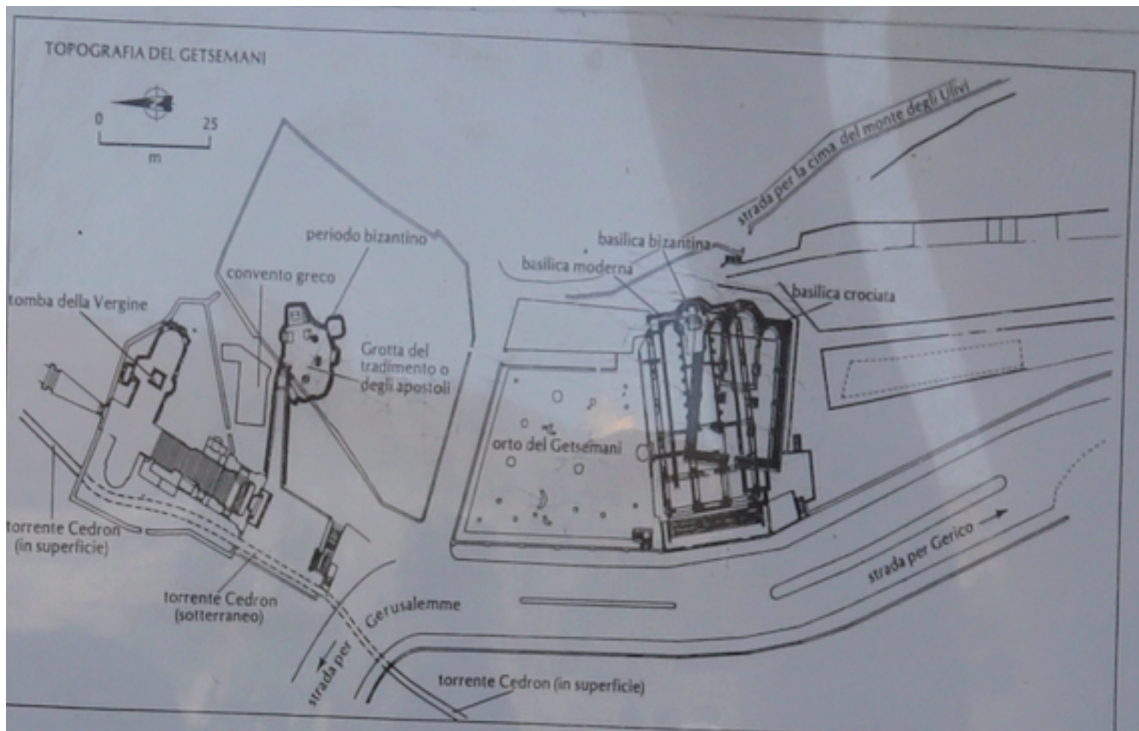 TOPOGRAFIA DEL GETSEMANI
N
0 25
m
strada per la cima del monte degli Ulivi
periodo bizantino
basilica bizantina
basilica moderna
convento greco
basilica crociata
tomba della Vergine
Grotta del
tradimento o
degli apostoli
orto del Getsemani
torrente Cedron
(in superficie)
strada per Gerico
torrente Cedron
(sotterraneo)
strada per Gerusalemme
torrente Cedron (in superficie)